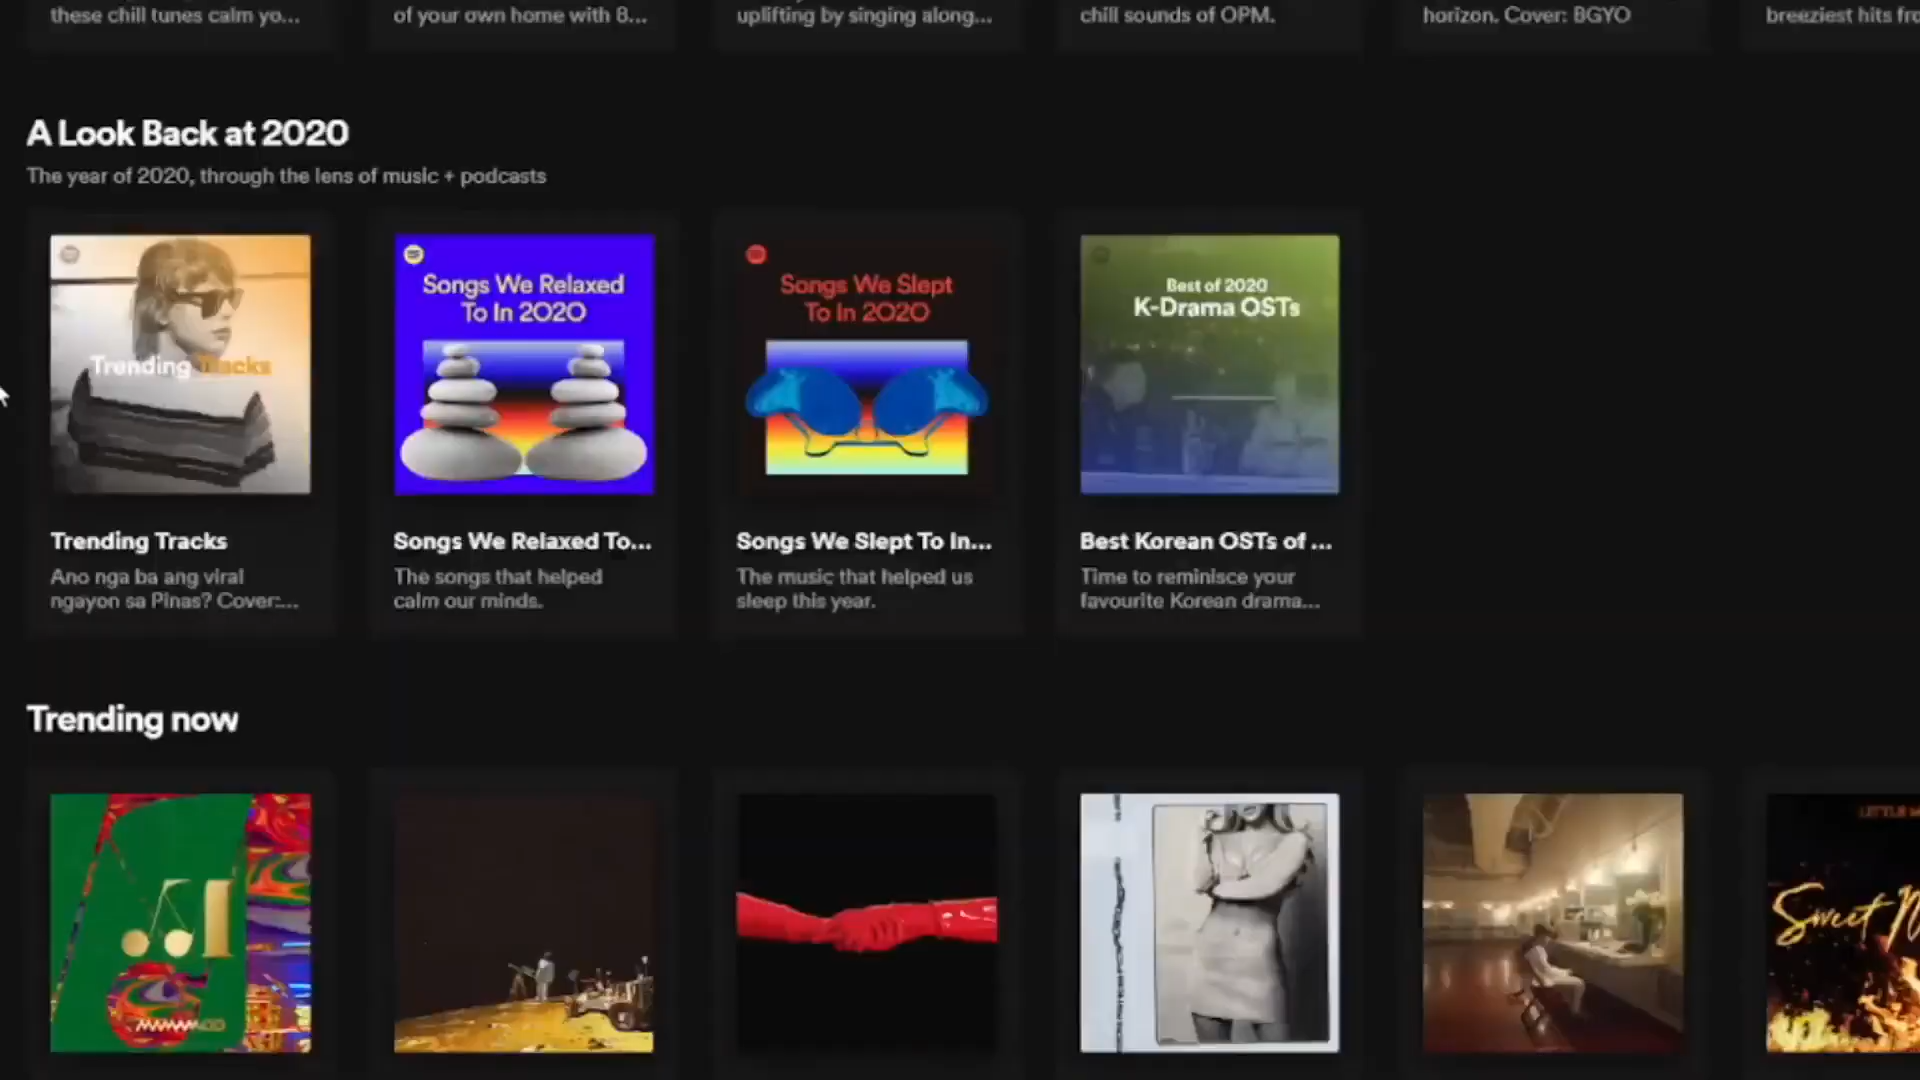 these chill tunes calm yo...
of your own home with B...
uplifting by singing along...
chill sounds of OPM.
horizon. Cover: BGYO
breeziest hits fro
A Look Back at 2020
The year of 2020, through the lens of music + podcasts
Trending Tracks
Songs We Relaxed
To In 2020
Songs We Slept
To In 2020
Best of 2020
K-Drama OSTs
Trending Tracks
Ano nga ba ang viral
ngayon sa Pinas? Cover:...
Songs We Relaxed To...
The songs that helped
calm our minds.
Songs We Slept To In...
The music that helped us
sleep this year.
Best Korean OSTs of ...
Time to reminisce your
favourite Korean drama...
Trending now
LITTLE M
Sweet M